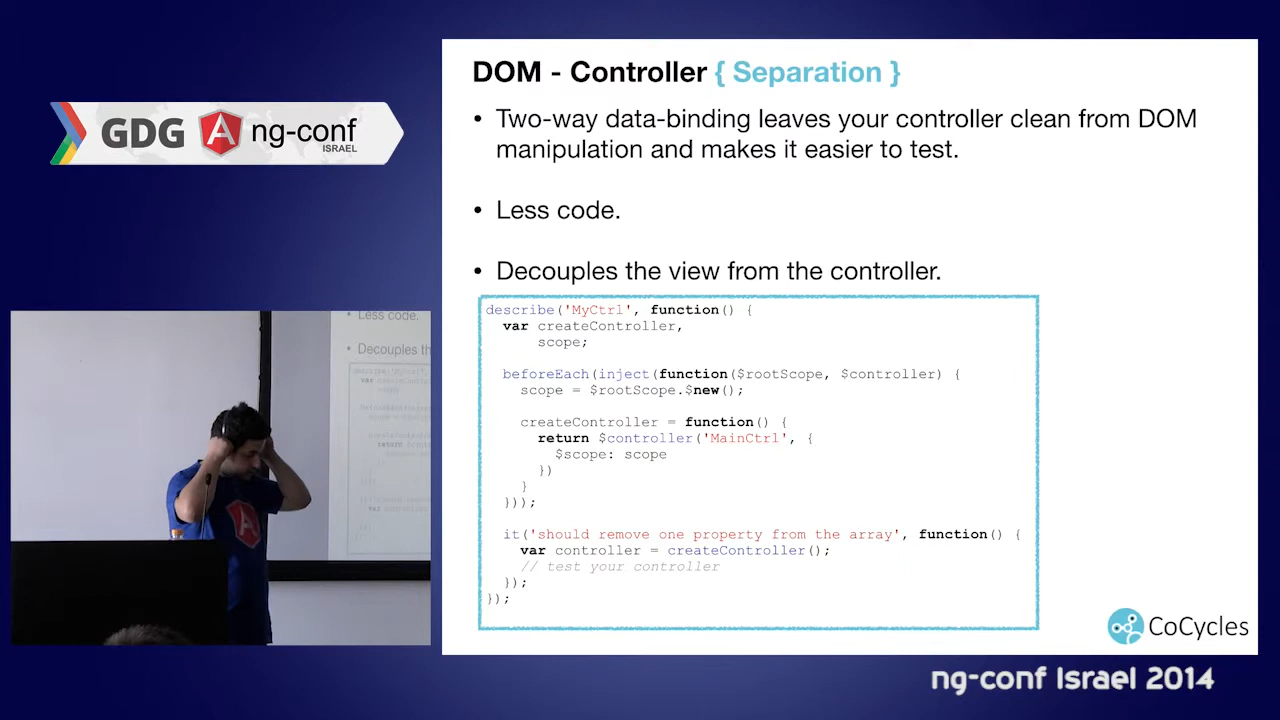 GDG ng-conf
ISRAEL
DOM - Controller { Separation }
• Two-way data-binding leaves your controller clean from DOM
manipulation and makes it easier to test.
• Less code.
• Decouples the view from the controller.
describe('MyCtrl', function() {
var createController,
scope;
beforeEach(inject(function($rootScope, $controller) {
scope = $rootScope.$new();
createController = function() {
return $controller('MainCtrl', {
$scope: scope
})
}
}));
it('should remove one property from the array', function() {
var controller = createController();
// test your controller
});
});
CoCycles
• Less code.
• Decouples th
ng-conf Israel 2014